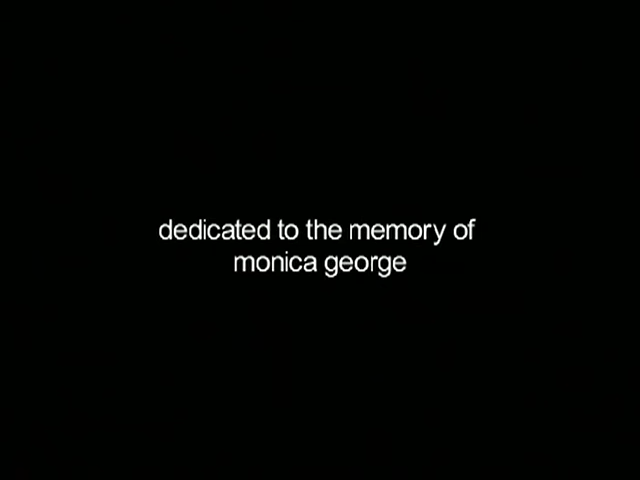 dedicated to the memory of
monica george